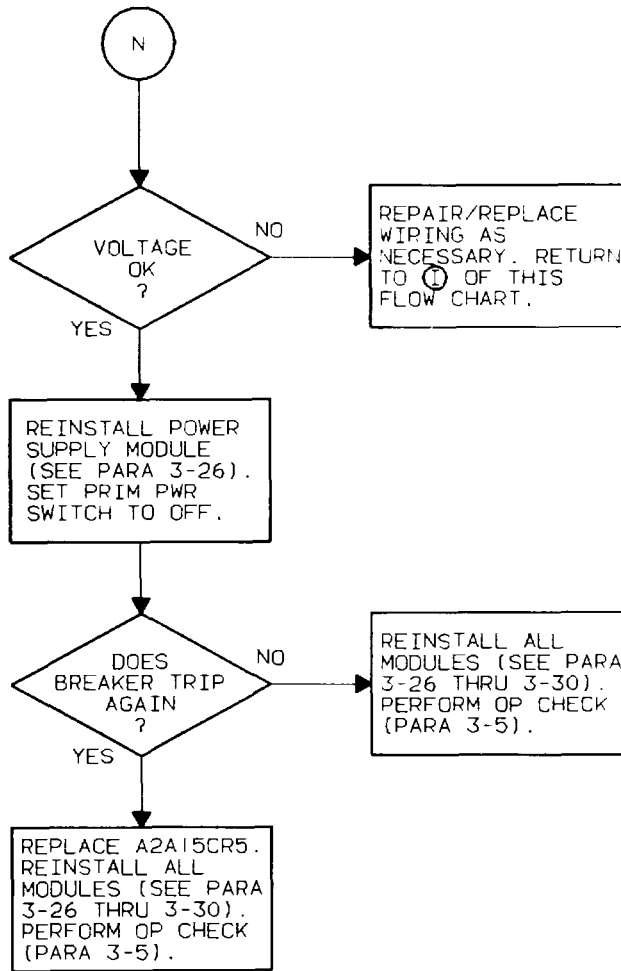 N
VOLTAGE
OK
?
NO
YES
REPAIR/REPLACE
WIRING AS
NECESSARY. RETURN
TO I OF THIS
FLOW CHART.
REINSTALL POWER
SUPPLY MODULE
(SEE PARA 3-26).
SET PRIM PWR
SWITCH TO OFF.
DOES
BREAKER TRIP
AGAIN
?
NO
YES
REINSTALL ALL
MODULES (SEE PARA
3-26 THRU 3-30).
PERFORM OP CHECK
(PARA 3-5).
REPLACE A2A15CR5.
REINSTALL ALL
MODULES (SEE PARA
3-26 THRU 3-30).
PERFORM OP CHECK
(PARA 3-5).